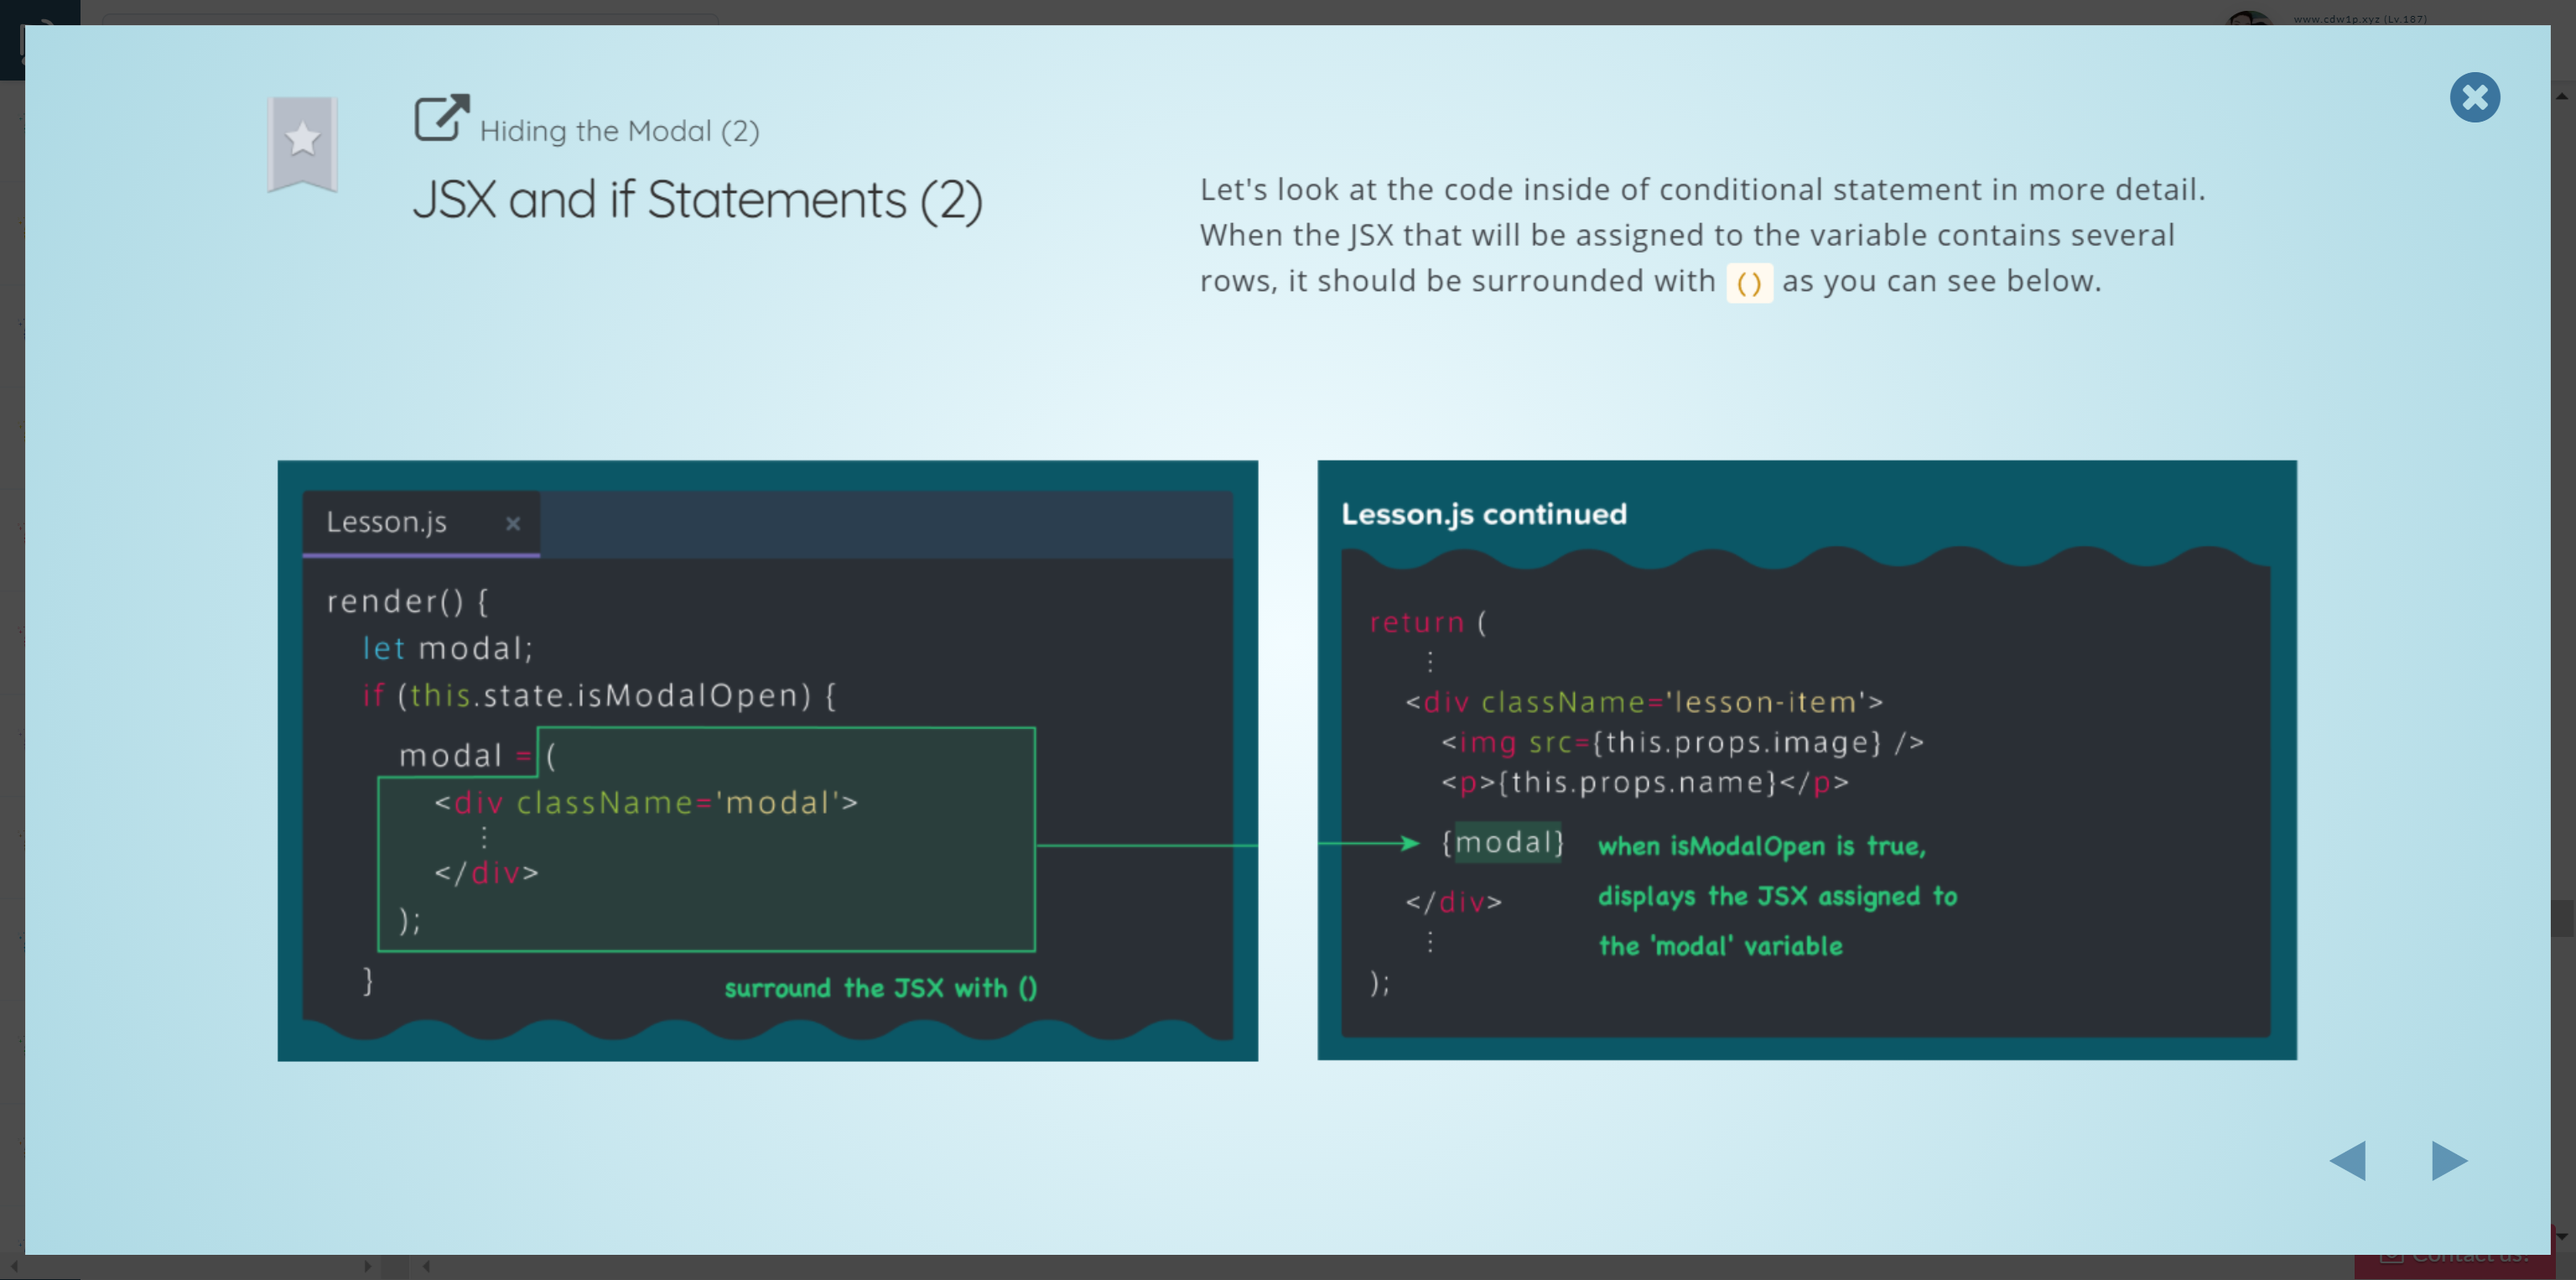 www.cdw1p.xyz (Lv.187)
Hiding the Modal (2)
JSX and if Statements (2)
Let's look at the code inside of conditional statement in more detail.
When the JSX that will be assigned to the variable contains several
rows, it should be surrounded with () as you can see below.
Lesson.js ×
render() {
let modal;
if (this.state.isModalOpen) {
modal = (
<div className='modal'>
⋮
</div>
);
}
surround the JSX with ()
Lesson.js continued
return (
⋮
<div className='lesson-item'>
<img src={this.props.image} />
<p>{this.props.name}</p>
{modal}
when isModalOpen is true,
displays the JSX assigned to
the 'modal' variable
</div>
⋮
);
Contact us!